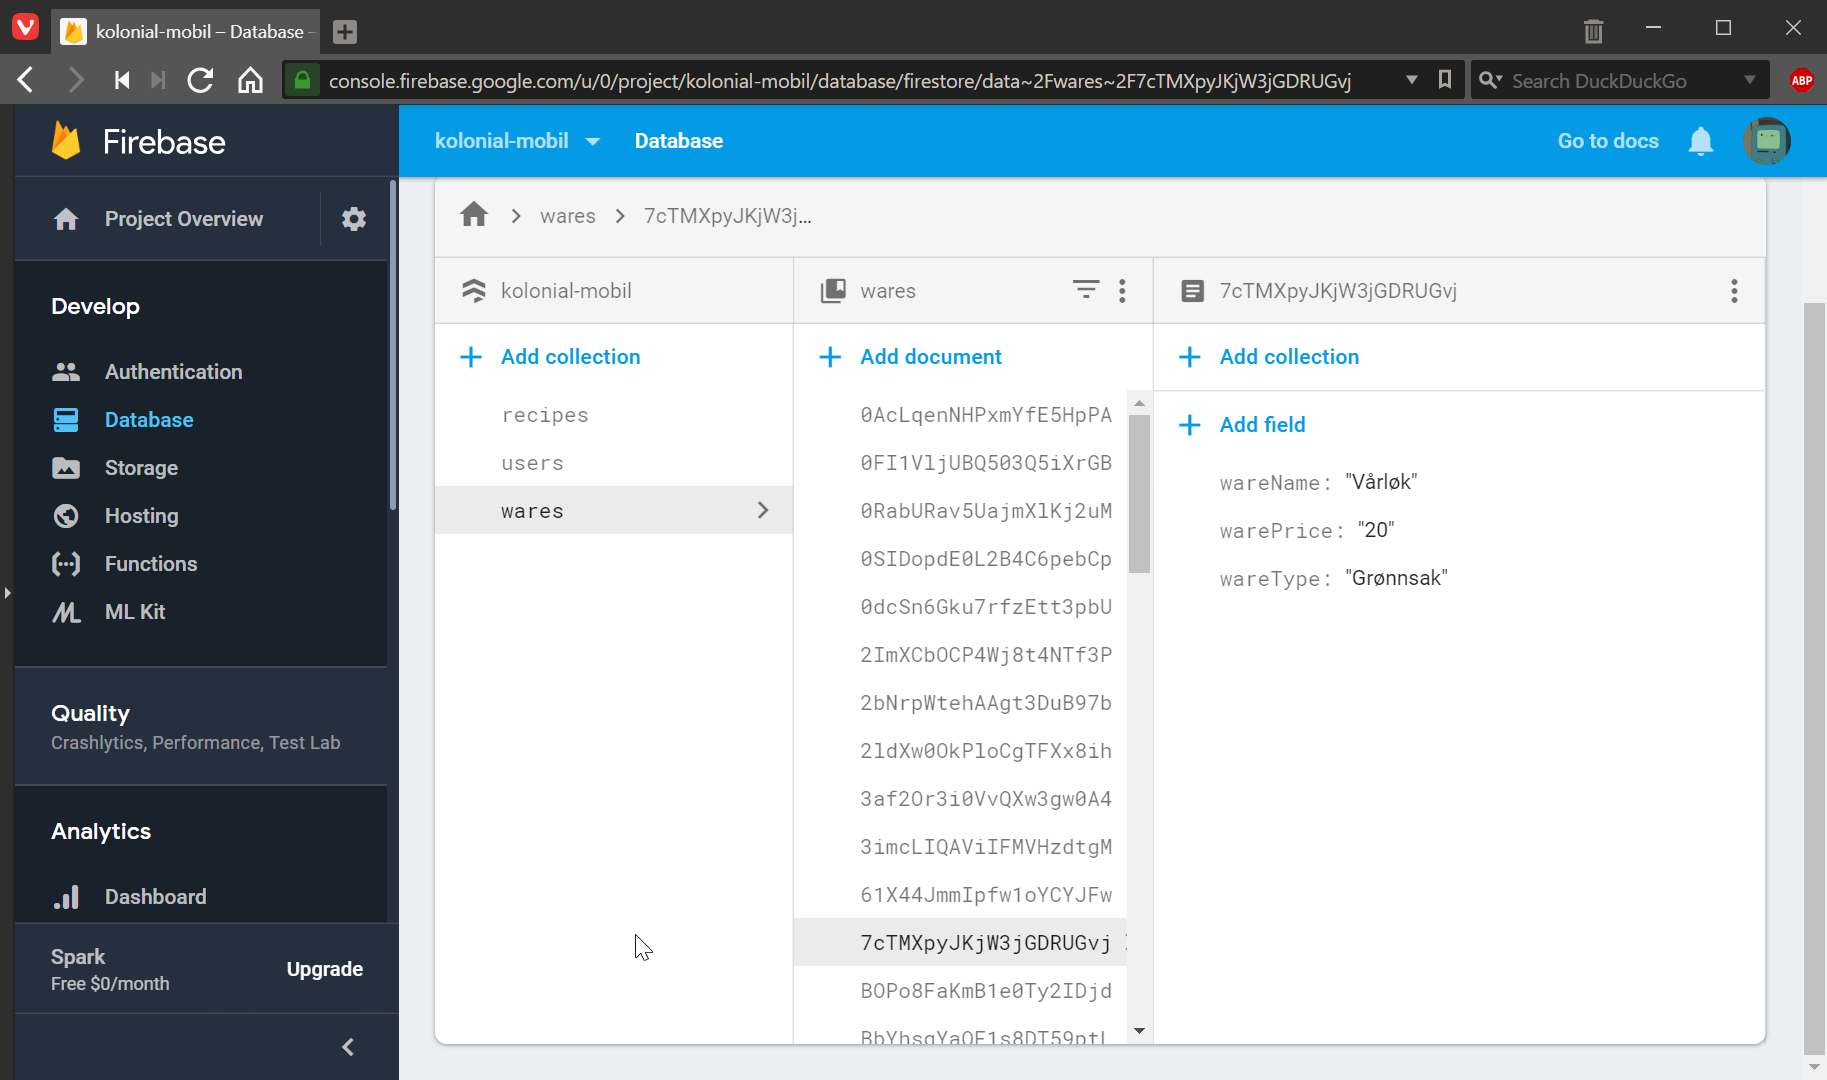 kolonial-mobil – Database –
console.firebase.google.com/u/0/project/kolonial-mobil/database/firestore/data~2Fwares~2F7cTMXpyJKjW3jGDRUGvj
Search DuckDuckGo
ABP
Firebase
kolonial-mobil
Database
Go to docs
Project Overview
Develop
Authentication
Database
Storage
Hosting
Functions
ML Kit
Quality
Crashlytics, Performance, Test Lab
Analytics
Dashboard
Spark
Free $0/month
Upgrade
wares
7cTMXpyJKjW3j...
kolonial-mobil
Add collection
recipes
users
wares
wares
Add document
0AcLqenNHPxmYfE5HpPA
0FI1VljUBQ503Q5iXrGB
0RabURav5UajmXlKj2uM
0SIDopdE0L2B4C6pebCp
0dcSn6Gku7rfzEtt3pbU
2ImXCbOCP4Wj8t4NTf3P
2bNrpWtehAAgt3DuB97b
2ldXw0OkPloCgTFXx8ih
3af2Or3i0VvQXw3gw0A4
3imcLIQAViIFMVHzdtgM
61X44JmmIpfw1oYCYJFw
7cTMXpyJKjW3jGDRUGvj
BOPo8FaKmB1e0Ty2IDjd
7cTMXpyJKjW3jGDRUGvj
Add collection
Add field
wareName: "Vårløk"
warePrice: "20"
wareType: "Grønnsak"